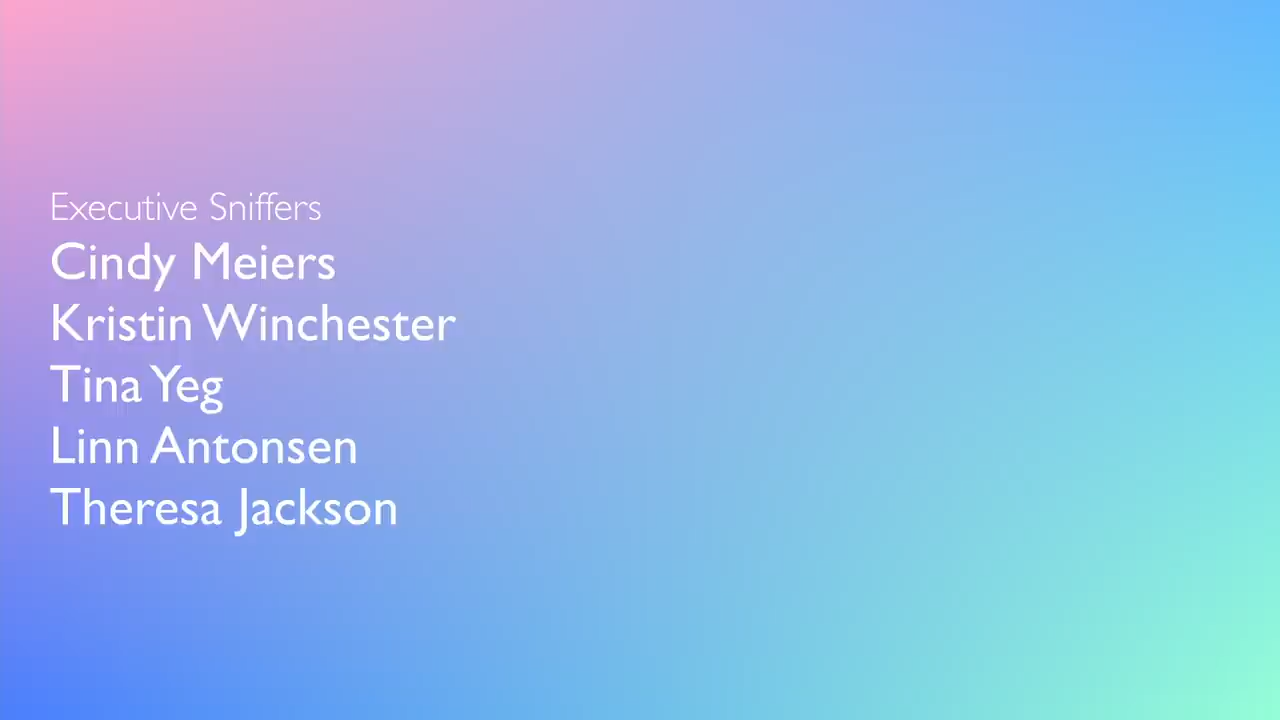 Executive Sniffers
Cindy Meiers
Kristin Winchester
Tina Yeg
Linn Antonsen
Theresa Jackson